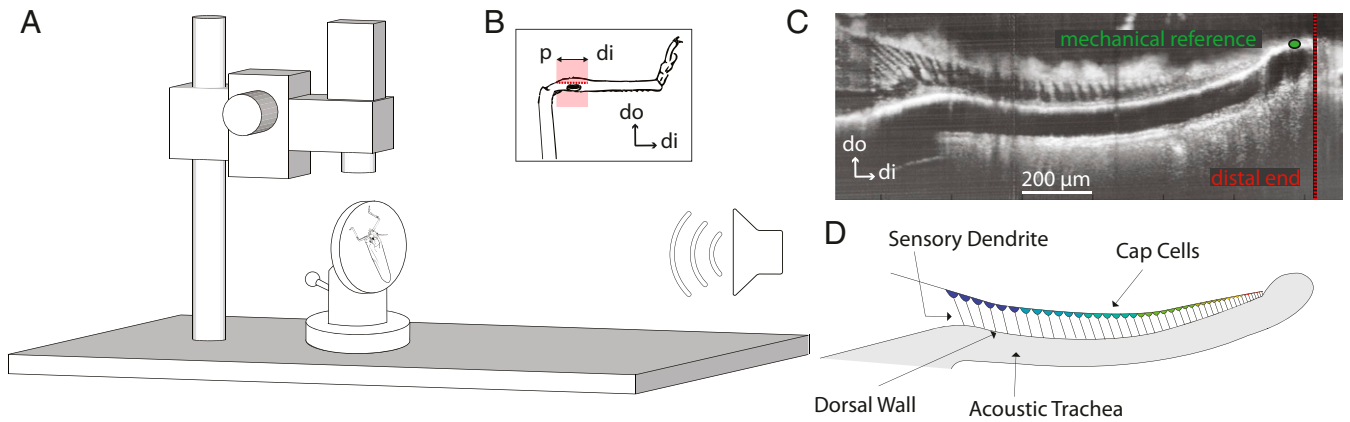 A
B
p
di
do
di
C
mechanical reference
do
di
200 µm
distal end
D
Sensory Dendrite
Cap Cells
Dorsal Wall
Acoustic Trachea